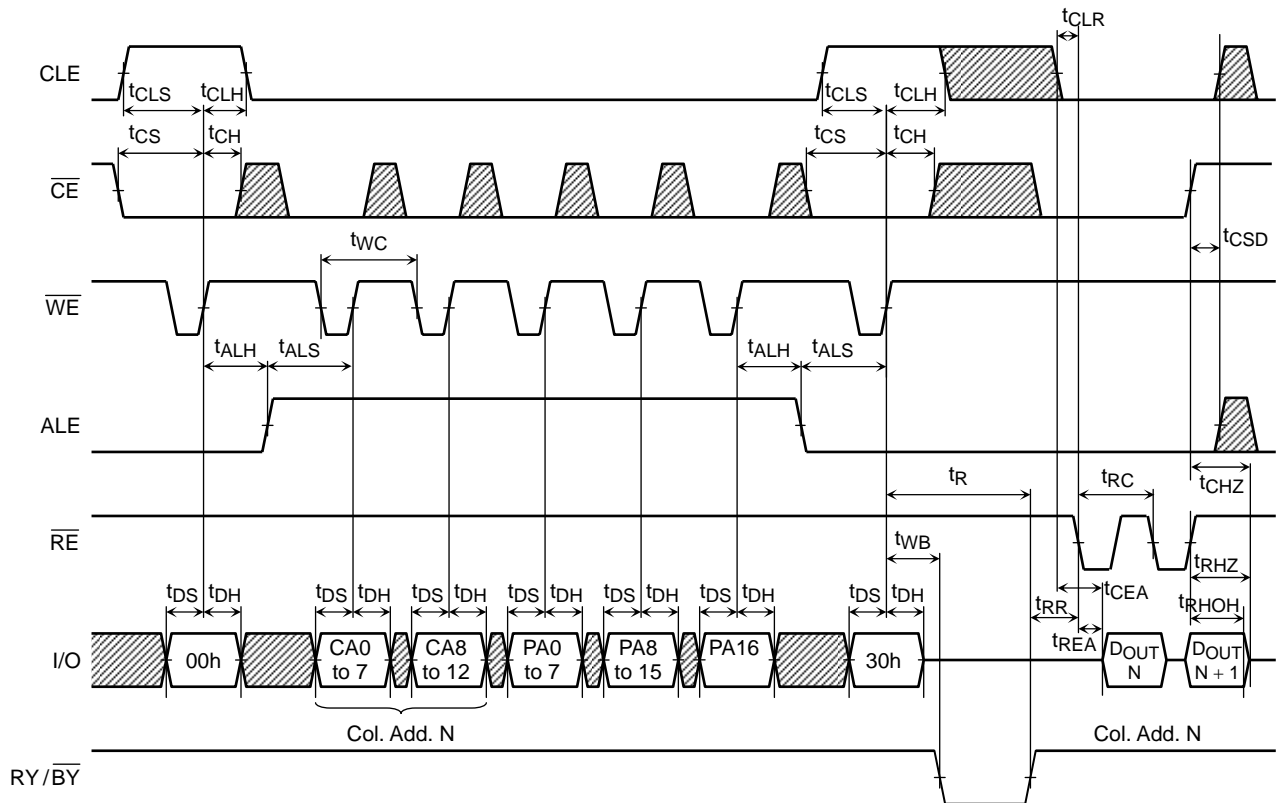 tCLR
CLE
tCLS tCLH tCLS tCLH
tCS tCH tCS tCH
CE
tCSD
tWC
WE
tALH tALS tALH tALS
ALE
tR tRC tCHZ
RE
tWB tRHZ
tDS tDH tDS tDH tDS tDH tDS tDH tDS tDH tDS tDH tDS tDH tCEA
tRR tRHOH
tREA
I/O 00h CA0 to 7 CA8 to 12 PA0 to 7 PA8 to 15 PA16 30h DOUT N DOUT N + 1
Col. Add. N Col. Add. N
RY/BY